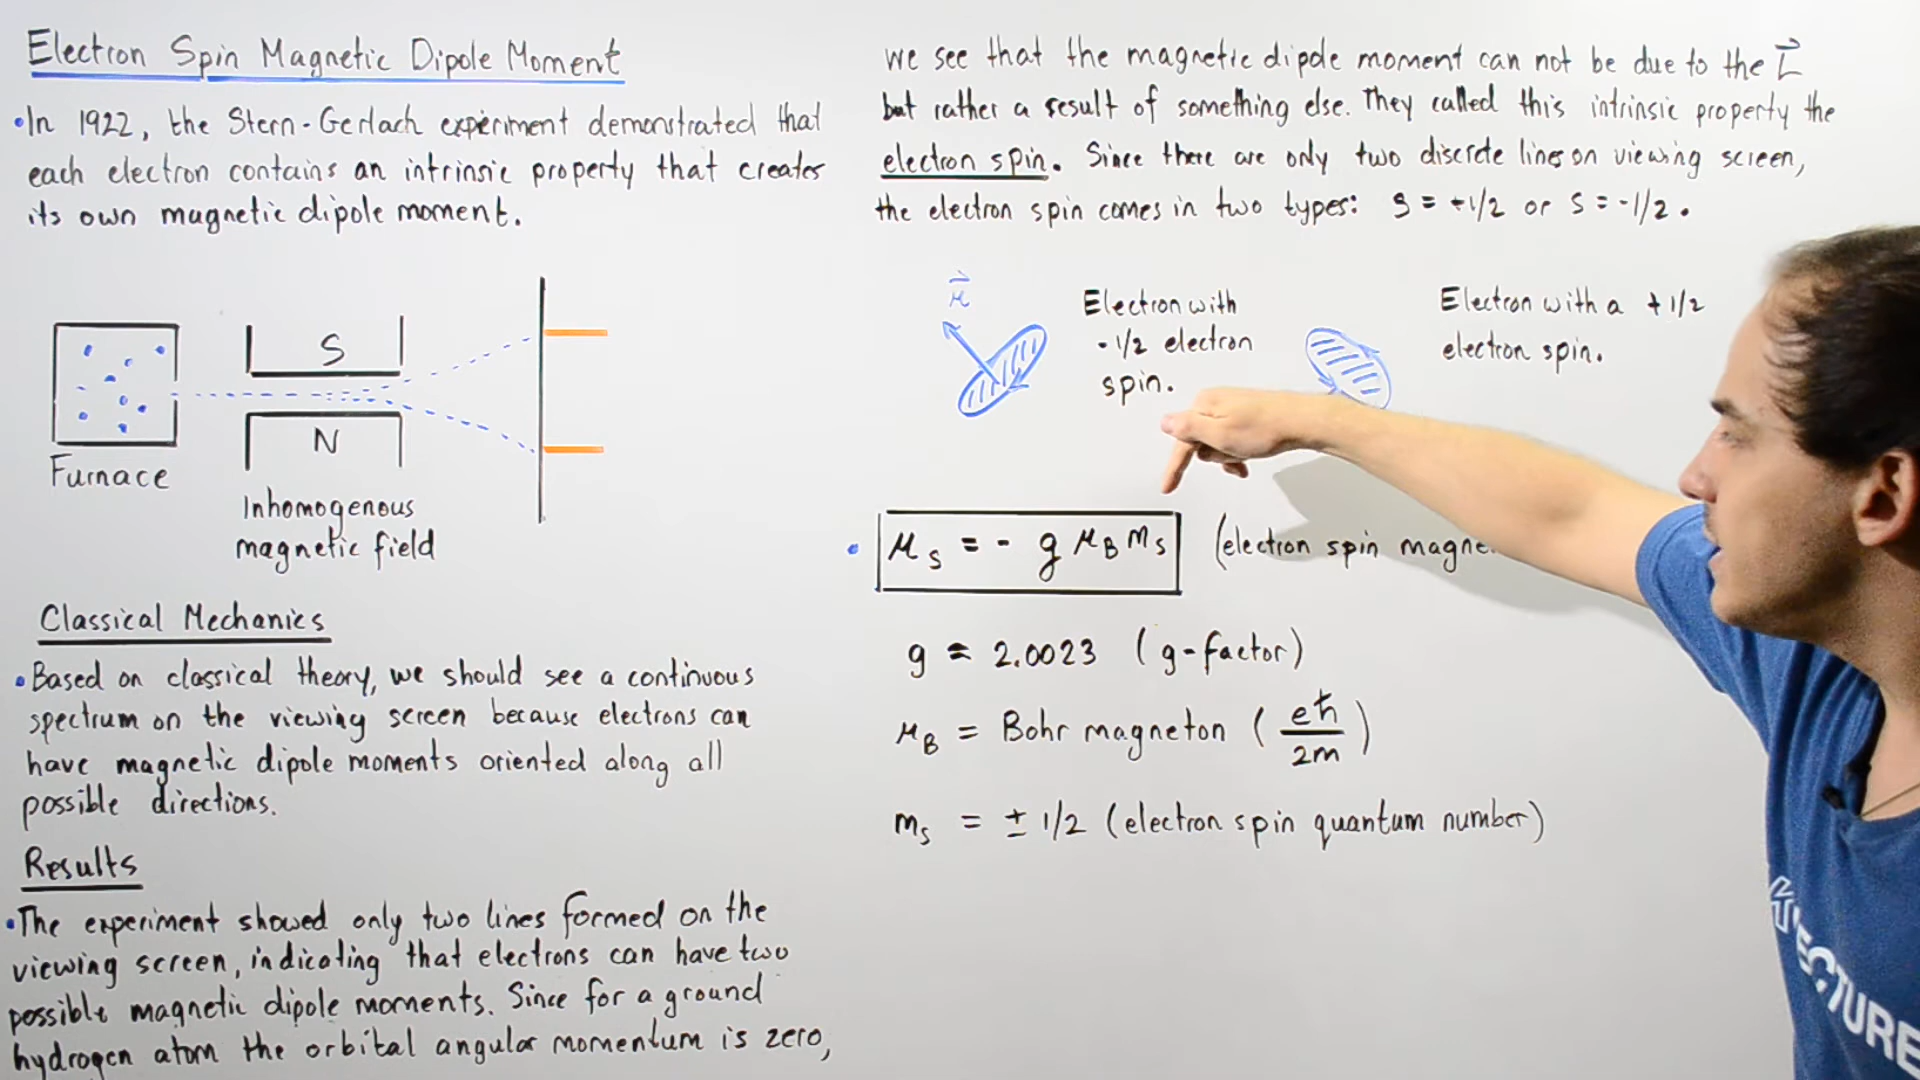 Electron Spin Magnetic Dipole Moment
•In 1922, the Stern-Gerlach experiment demonstrated that
each electron contains an intrinsic property that creates
its own magnetic dipole moment.
S
N
Furnace
Inhomogenous
magnetic field
Classical Mechanics
•Based on classical theory, we should see a continuous
spectrum on the viewing screen because electrons can
have magnetic dipole moments oriented along all
possible directions.
Results
•The experiment showed only two lines formed on the
viewing screen, indicating that electrons can have two
possible magnetic dipole moments. Since for a ground
hydrogen atom the orbital angular momentum is zero,
we see that the magnetic dipole moment can not be due to the L⃗
but rather a result of something else. They called this intrinsic property the
electron spin. Since there are only two discrete lines on viewing screen,
the electron spin comes in two types: S = +1/2 or S = -1/2.
μ⃗
Electron with
-1/2 electron
spin.
Electron with a +1/2
electron spin.
• μs = - g μB ms (electron spin
g ≈ 2.0023 (g-factor)
μB = Bohr magneton (eħ/2m)
ms = ± 1/2 (electron spin quantum number)